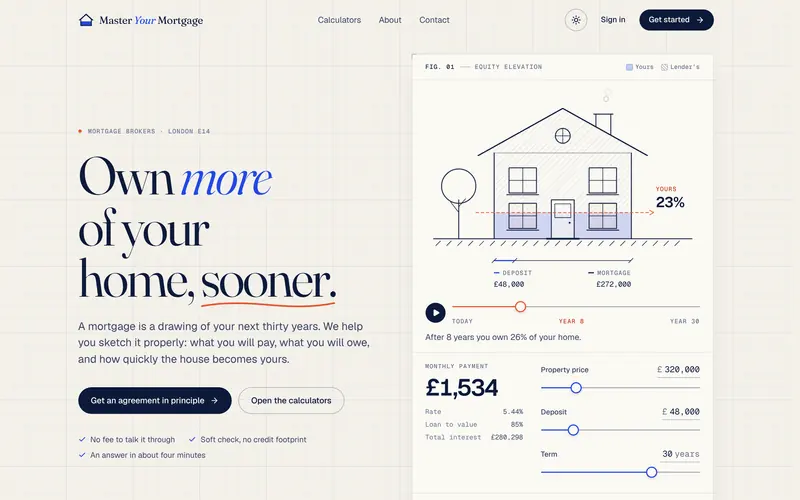 Master Your Mortgage
Calculators
About
Contact
Sign in
Get started →
MORTGAGE BROKERS · LONDON E14
Own more
of your
home, sooner.
A mortgage is a drawing of your next thirty years. We help
you sketch it properly: what you will pay, what you will owe,
and how quickly the house becomes yours.
Get an agreement in principle →
Open the calculators
No fee to talk it through
Soft check, no credit footprint
An answer in about four minutes
FIG. 01 — EQUITY ELEVATION
Yours
Lender's
YOURS
23%
DEPOSIT
£48,000
MORTGAGE
£272,000
TODAY
YEAR 8
YEAR 30
After 8 years you own 26% of your home.
MONTHLY PAYMENT
£1,534
Rate 5.44%
Loan to value 85%
Total interest £280.298
Property price £ 320,000
Deposit £ 48,000
Term 30 years